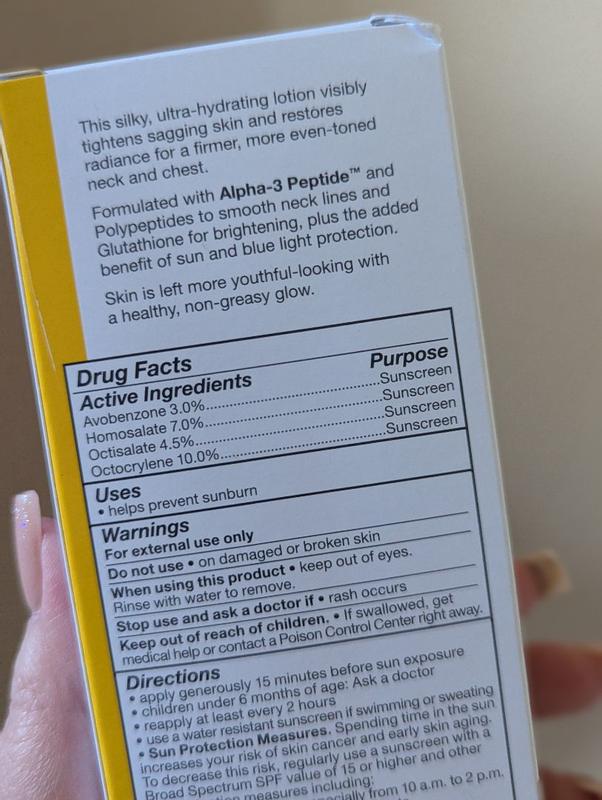 This silky, ultra-hydrating lotion visibly
tightens sagging skin and restores
radiance for a firmer, more even-toned
neck and chest.
Formulated with Alpha-3 Peptide™ and
Polypeptides to smooth neck lines and
Glutathione for brightening, plus the added
benefit of sun and blue light protection.
Skin is left more youthful-looking with
a healthy, non-greasy glow.
Drug Facts
Active Ingredients Purpose
Avobenzone 3.0%..............................Sunscreen
Homosalate 7.0%..............................Sunscreen
Octisalate 4.5%..............................Sunscreen
Octocrylene 10.0%..............................Sunscreen
Uses
• helps prevent sunburn
Warnings
For external use only
Do not use • on damaged or broken skin
When using this product • keep out of eyes.
Rinse with water to remove.
Stop use and ask a doctor if • rash occurs
Keep out of reach of children. • If swallowed, get
medical help or contact a Poison Control Center right away.
Directions
• apply generously 15 minutes before sun exposure
• children under 6 months of age: Ask a doctor
• reapply at least every 2 hours
• use a water resistant sunscreen if swimming or sweating
• Sun Protection Measures. Spending time in the sun
increases your risk of skin cancer and early skin aging.
To decrease this risk, regularly use a sunscreen with a
Broad Spectrum SPF value of 15 or higher and other
measures including:
from 10 a.m. to 2 p.m.